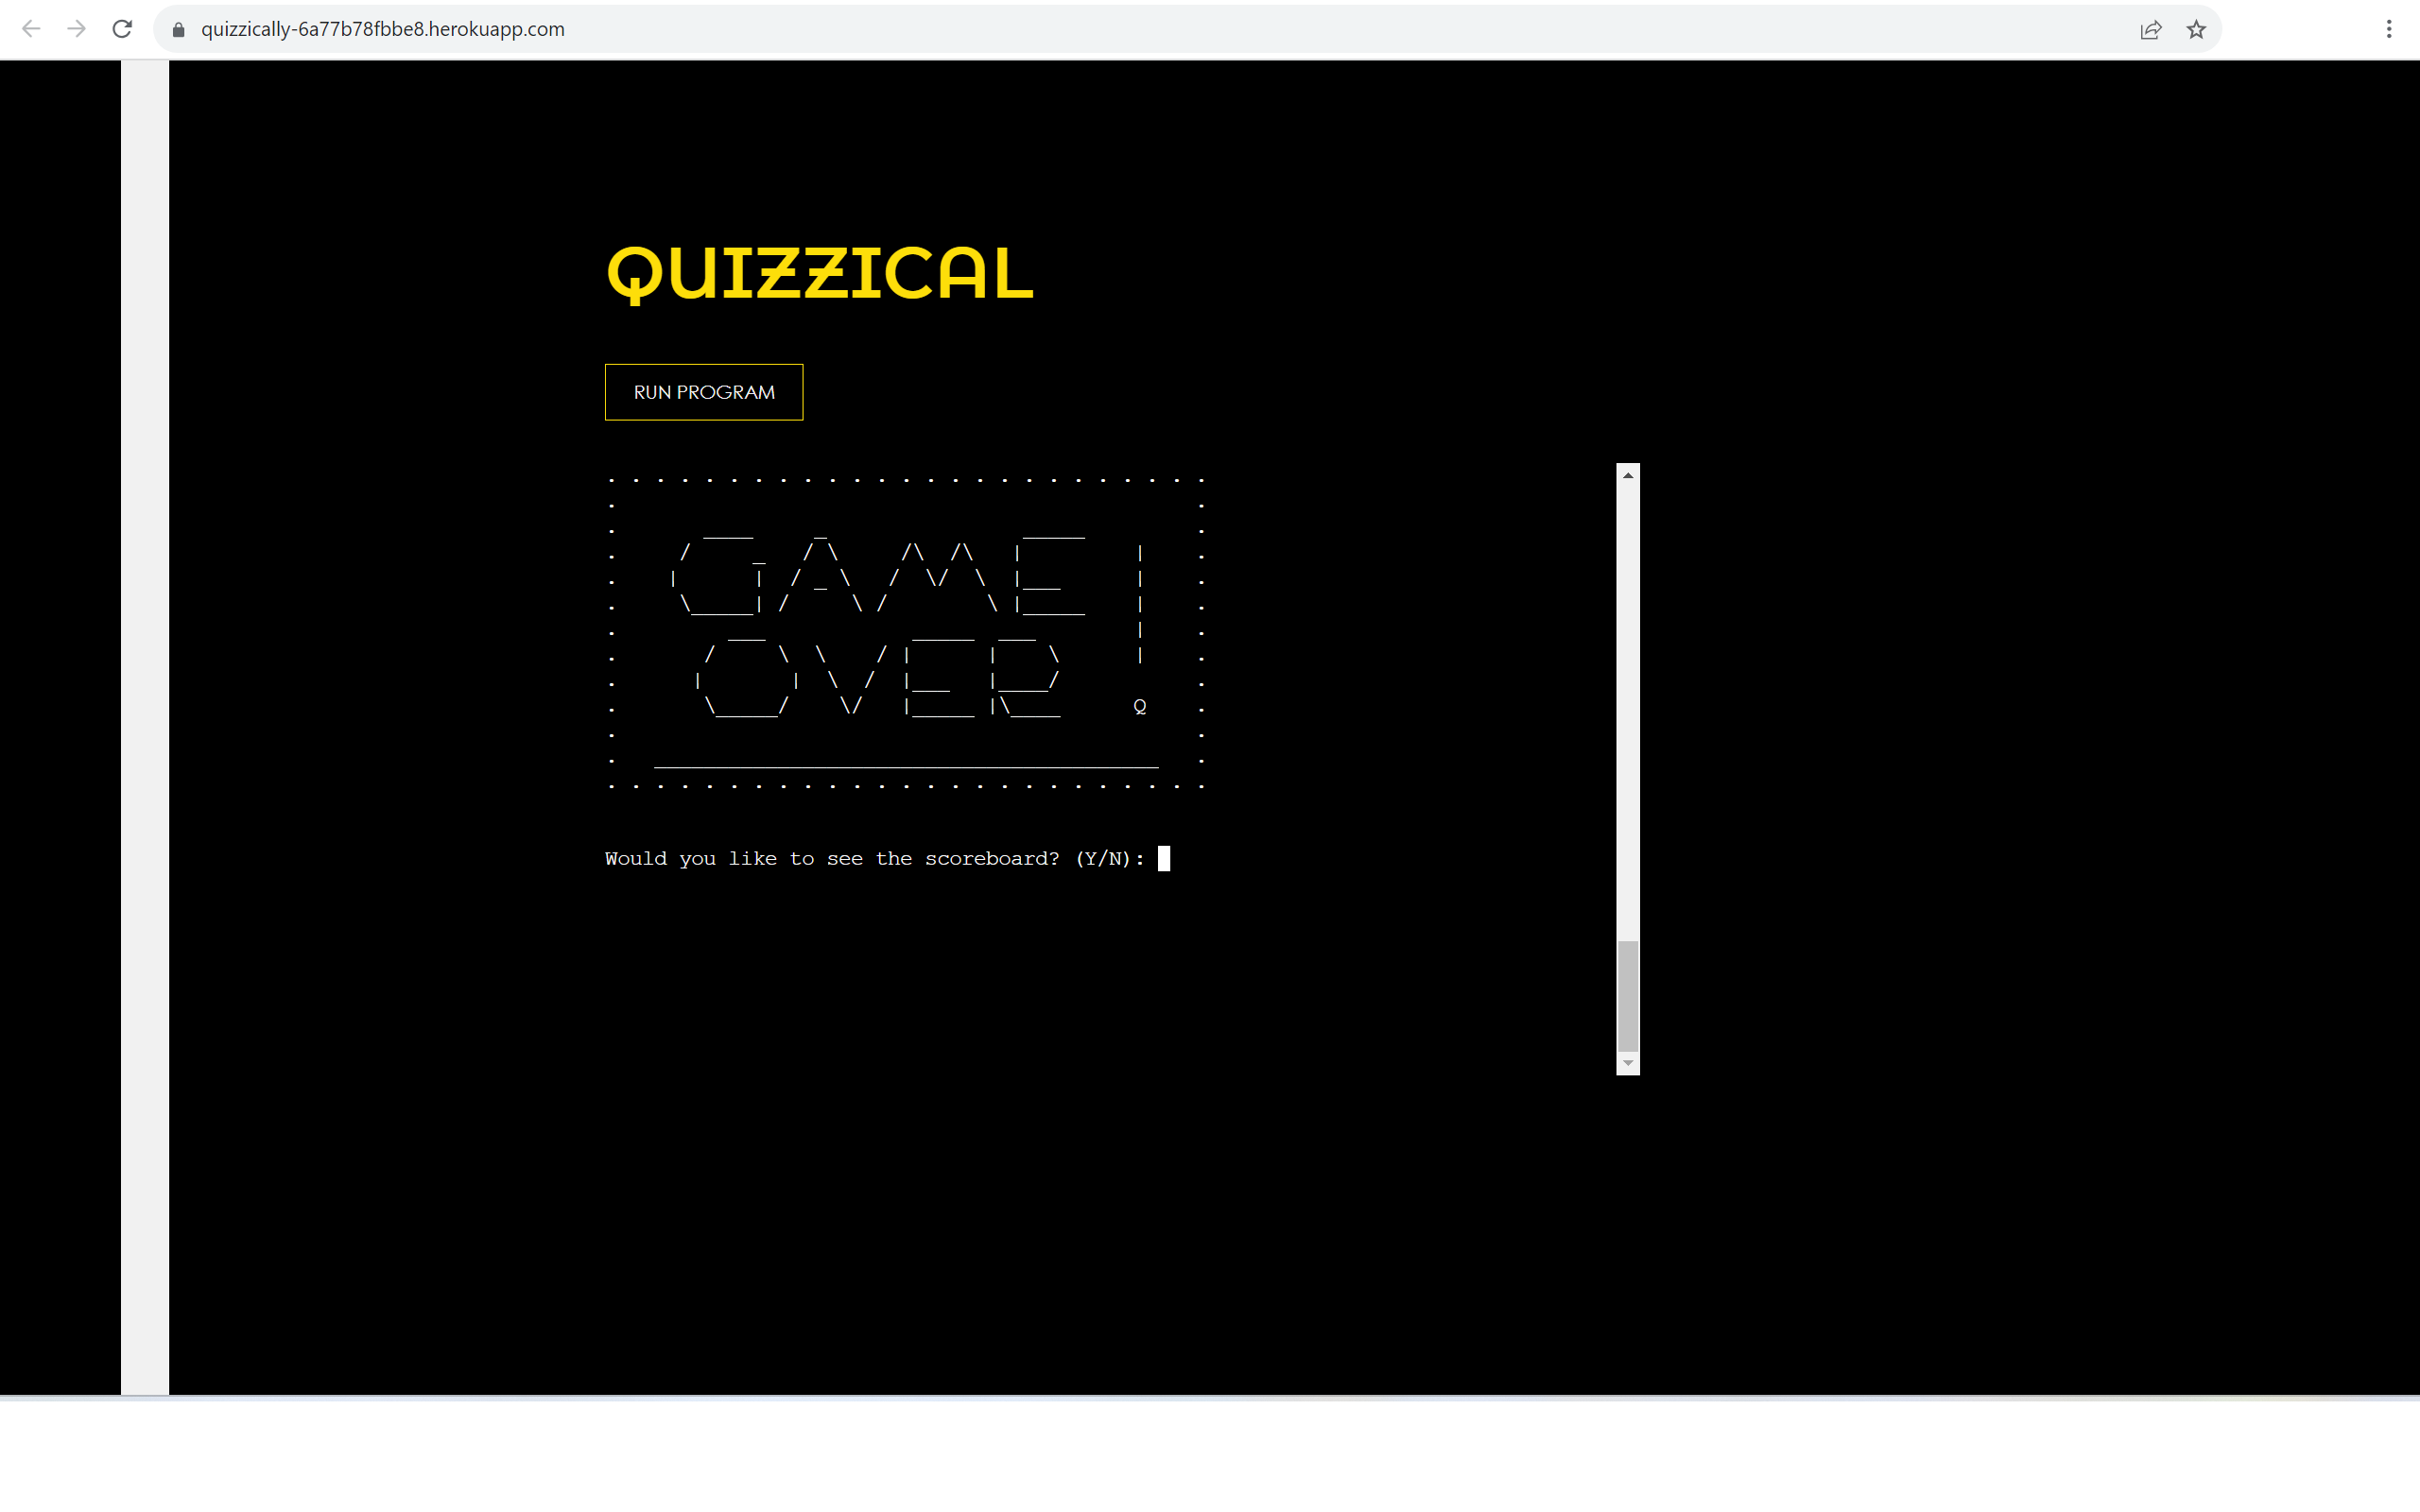 quizzically-6a77b78fbbe8.herokuapp.com
QUIZZICAL
RUN PROGRAM
GAME
OVER
Q
Would you like to see the scoreboard? (Y/N):